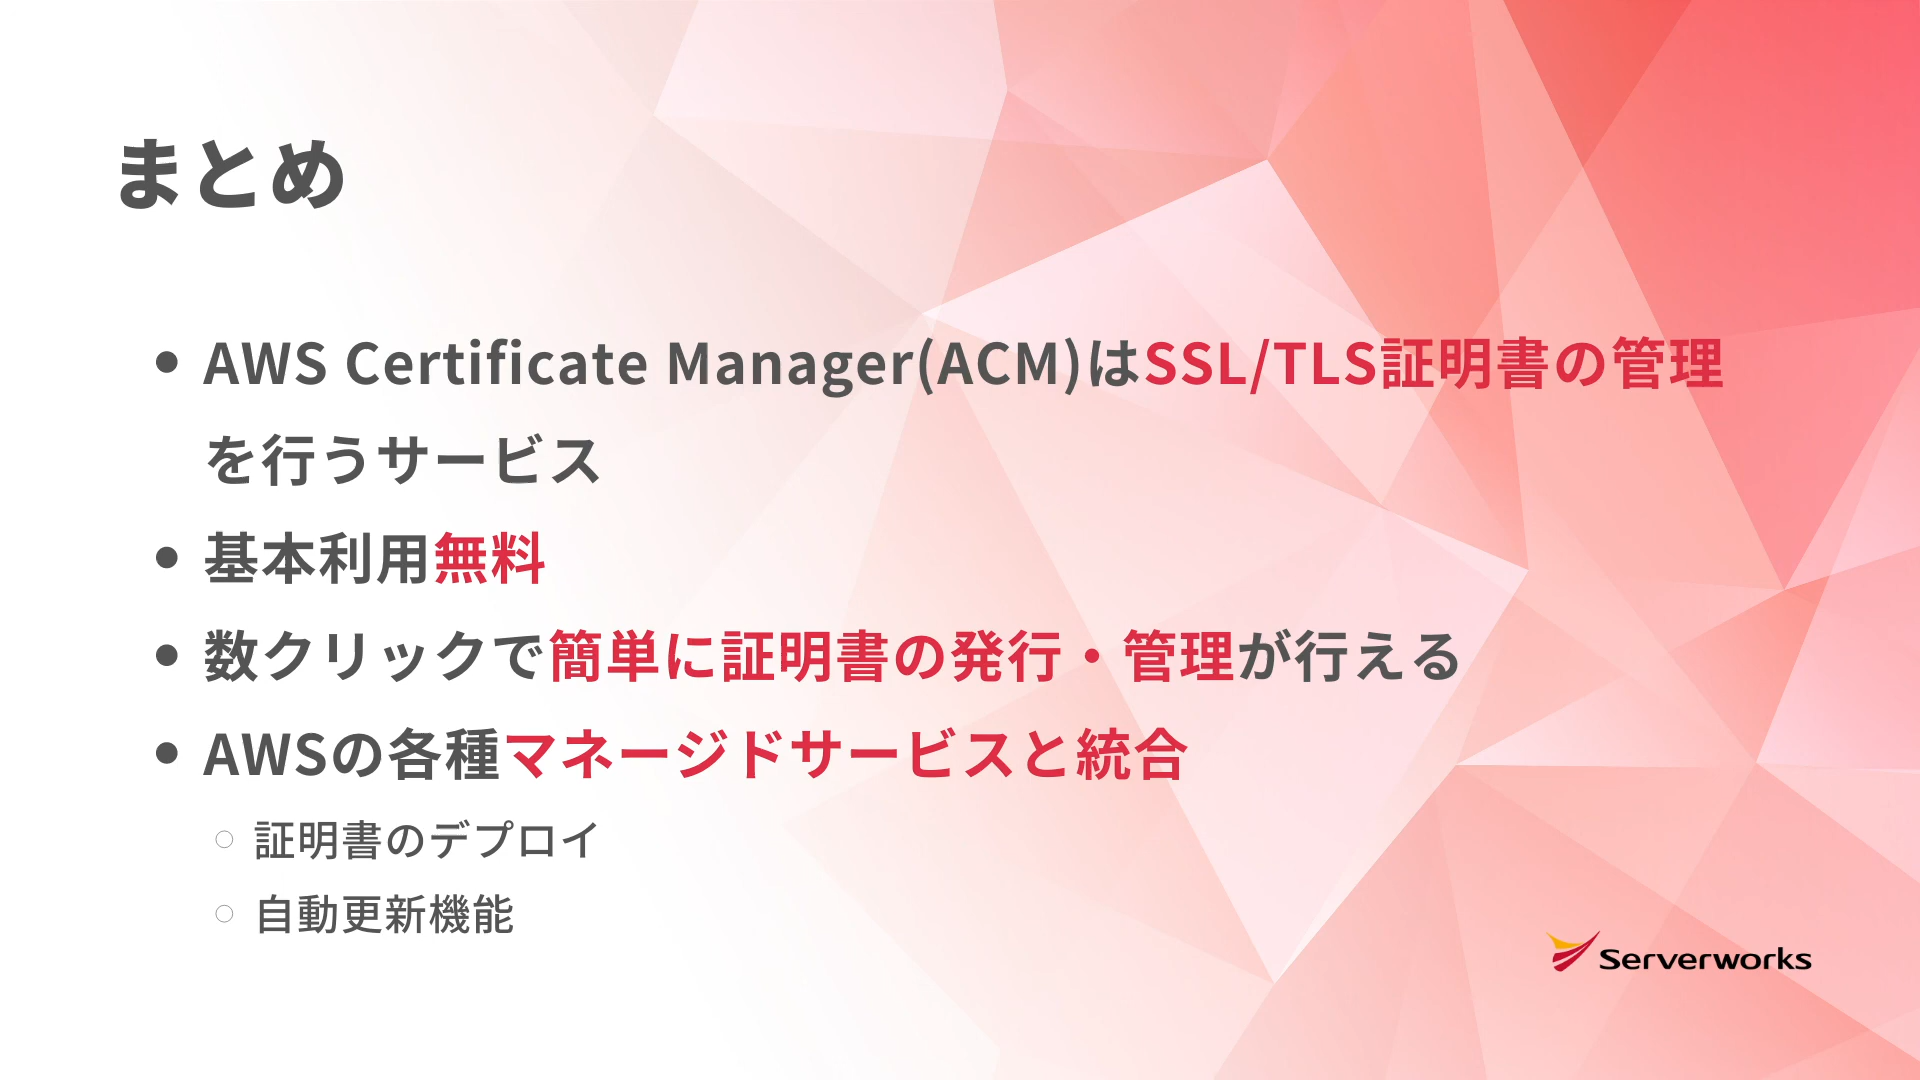 まとめ
• AWS Certificate Manager(ACM)はSSL/TLS証明書の管理
を行うサービス
• 基本利用無料
• 数クリックで簡単に証明書の発行・管理が行える
• AWSの各種マネージドサービスと統合
○ 証明書のデプロイ
○ 自動更新機能
Serverworks